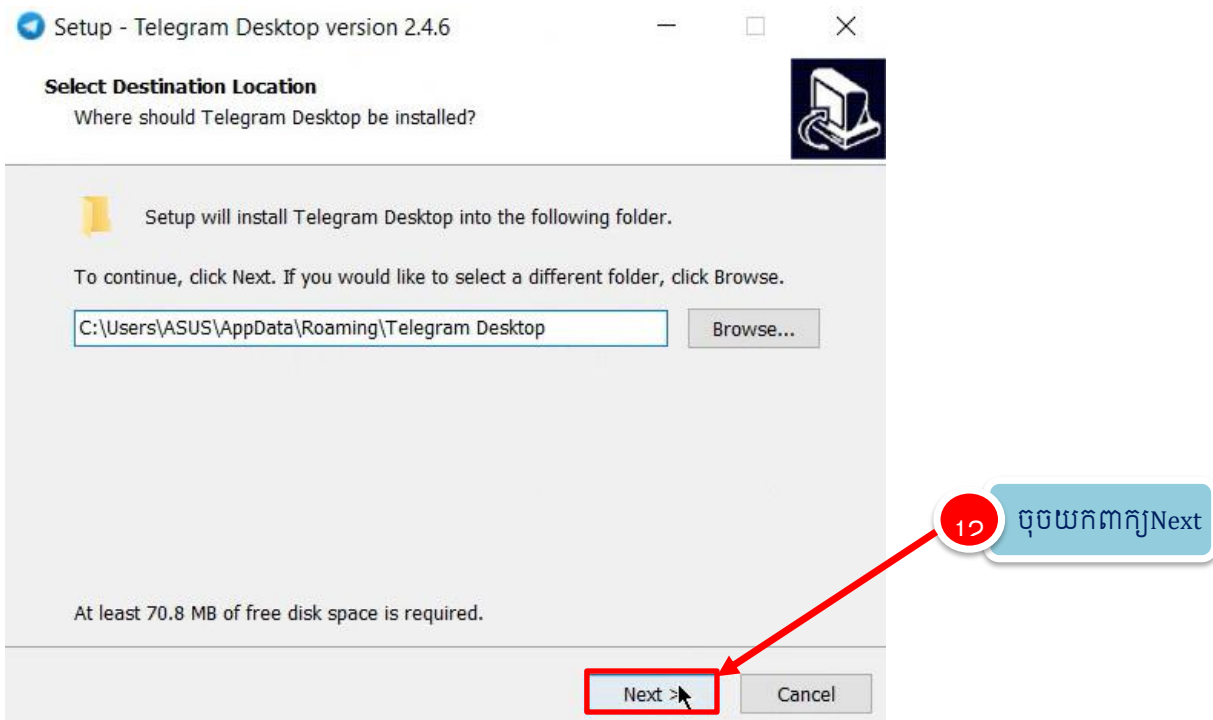 Setup - Telegram Desktop version 2.4.6
Select Destination Location
Where should Telegram Desktop be installed?
Setup will install Telegram Desktop into the following folder.
To continue, click Next. If you would like to select a different folder, click Browse.
C:\Users\ASUS\AppData\Roaming\Telegram Desktop
Browse...
១២ ចុចយកពាក្យNext
At least 70.8 MB of free disk space is required.
Next >
Cancel